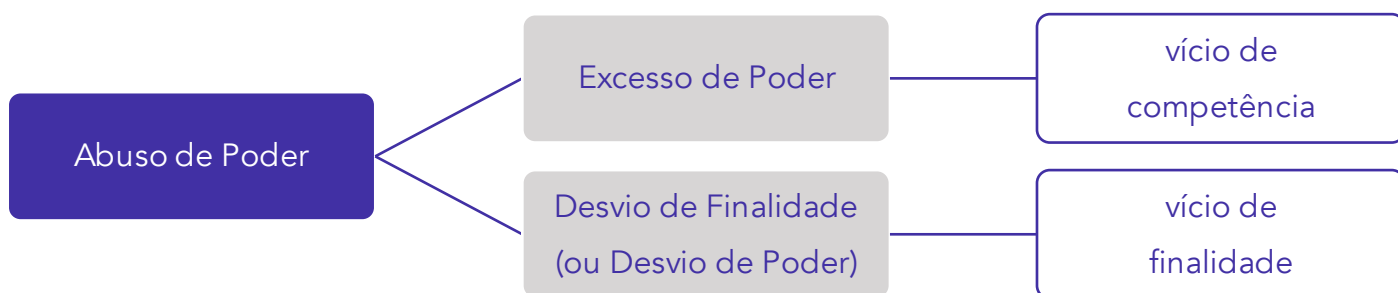 Abuso de Poder
Excesso de Poder
vício de
competência
Desvio de Finalidade
(ou Desvio de Poder)
vício de
finalidade